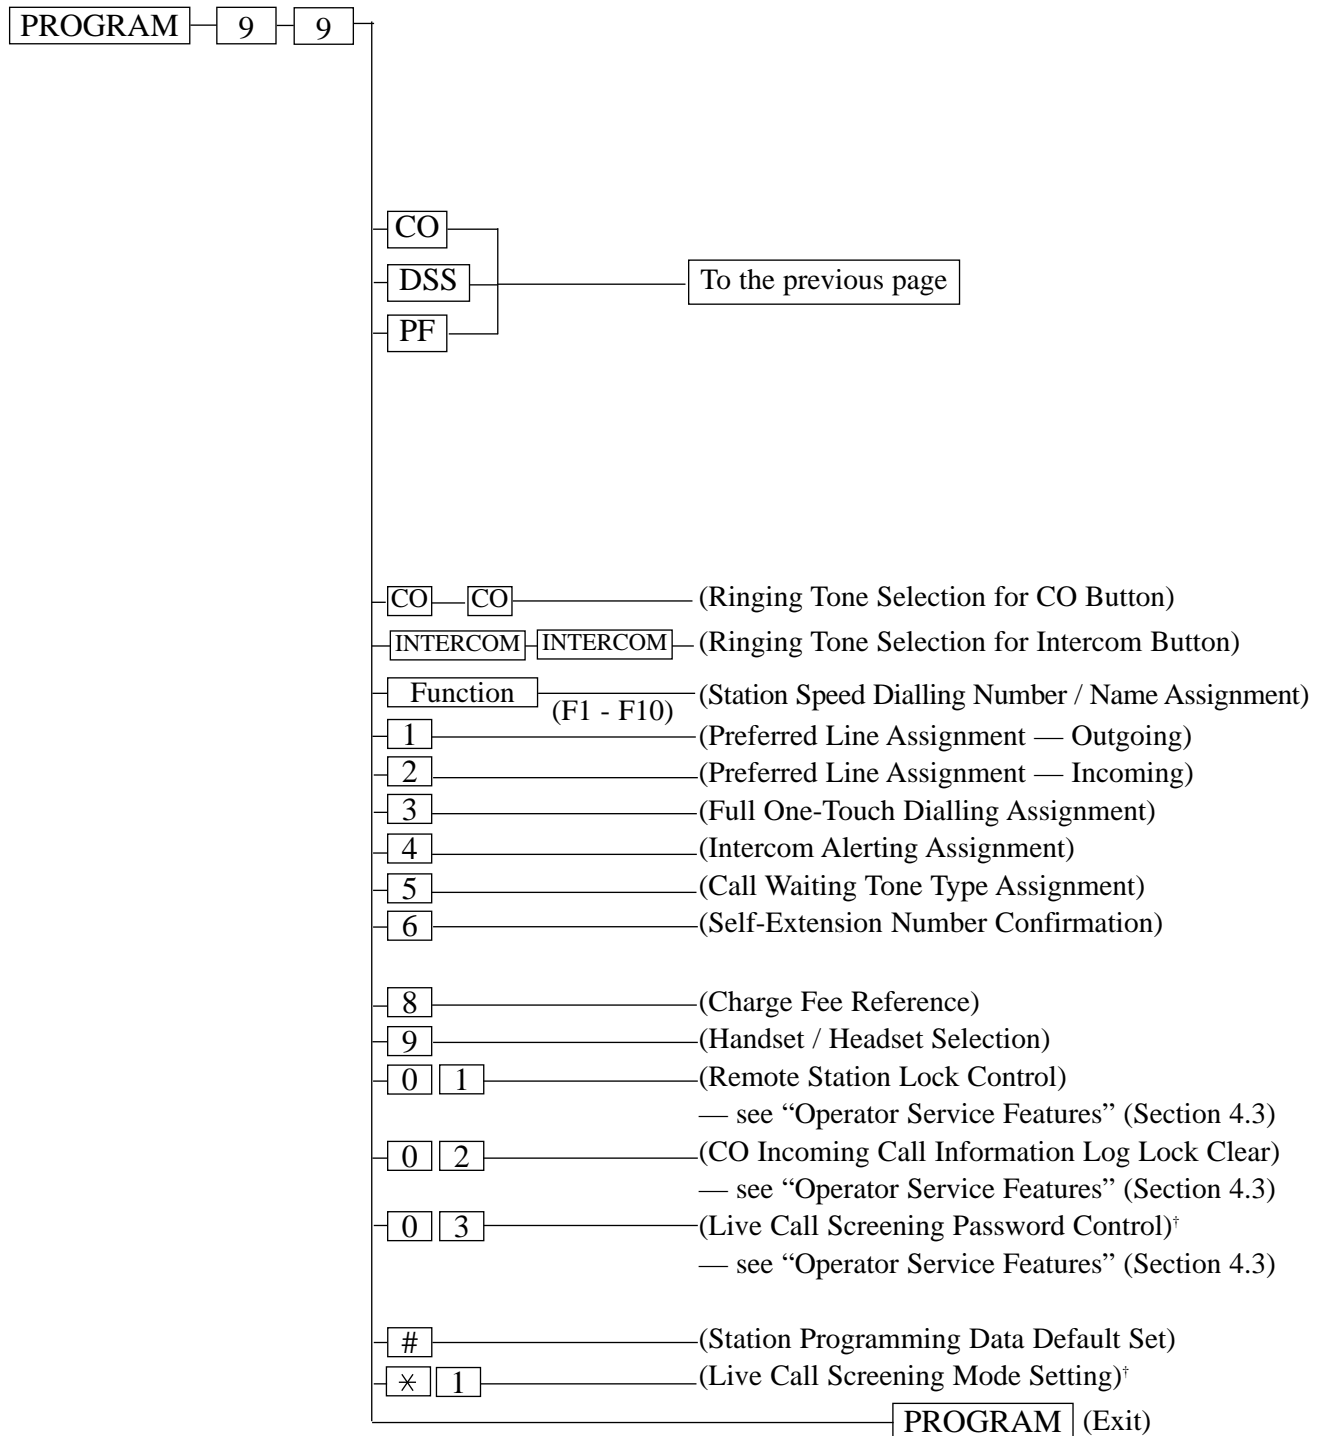 PROGRAM 9 9
CO
DSS To the previous page
PF
CO CO (Ringing Tone Selection for CO Button)
INTERCOM INTERCOM (Ringing Tone Selection for Intercom Button)
Function (F1 - F10) (Station Speed Dialling Number / Name Assignment)
1 (Preferred Line Assignment — Outgoing)
2 (Preferred Line Assignment — Incoming)
3 (Full One-Touch Dialling Assignment)
4 (Intercom Alerting Assignment)
5 (Call Waiting Tone Type Assignment)
6 (Self-Extension Number Confirmation)
8 (Charge Fee Reference)
9 (Handset / Headset Selection)
0 1 (Remote Station Lock Control)
— see “Operator Service Features” (Section 4.3)
0 2 (CO Incoming Call Information Log Lock Clear)
— see “Operator Service Features” (Section 4.3)
0 3 (Live Call Screening Password Control)†
— see “Operator Service Features” (Section 4.3)
# (Station Programming Data Default Set)
* 1 (Live Call Screening Mode Setting)†
PROGRAM (Exit)